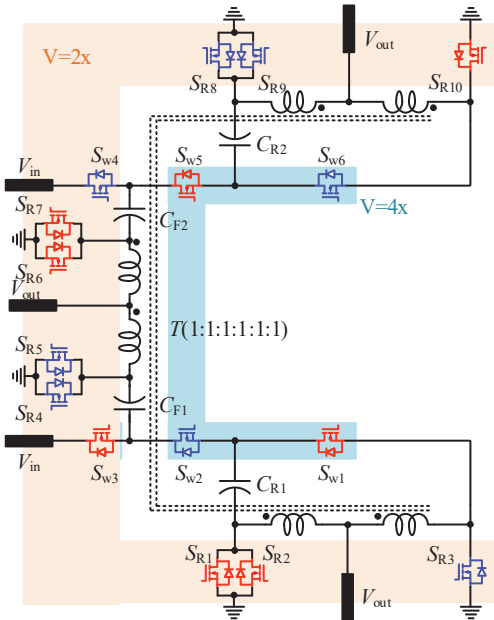 V=2x
V_out
S_R8
S_R9
S_R10
C_R2
S_w4
S_w5
S_w6
V_in
V=4x
S_R7
C_F2
S_R6
V_out
T(1:1:1:1:1:1)
S_R5
S_R4
C_F1
V_in
S_w3
S_w2
S_w1
C_R1
S_R1
S_R2
S_R3
V_out